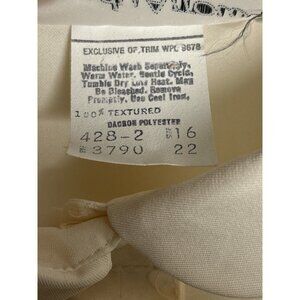 EXCLUSIVE OF TRIM WPL 8678
Machine Wash Separately,
Warm Water, Gentle Cycle,
Tumble Dry Low Heat. May
Be Bleached. Remove
Promptly. Use Cool Iron.
100% TEXTURED
DACRON POLYESTER
428-2 16
3790 22